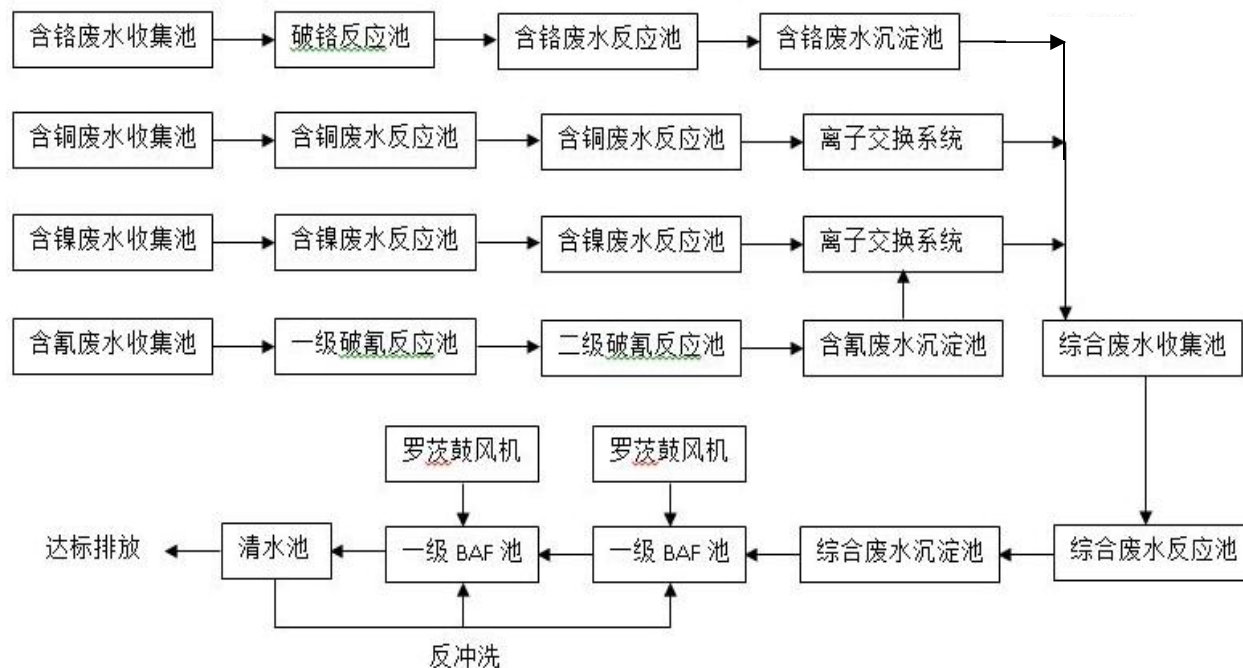 含铬废水收集池
破铬反应池
含铬废水反应池
含铬废水沉淀池
含铜废水收集池
含铜废水反应池
含铜废水反应池
离子交换系统
含镍废水收集池
含镍废水反应池
含镍废水反应池
离子交换系统
含氰废水收集池
一级破氰反应池
二级破氰反应池
含氰废水沉淀池
综合废水收集池
罗茨鼓风机
罗茨鼓风机
达标排放
清水池
一级 BAF 池
一级 BAF 池
综合废水沉淀池
综合废水反应池
反冲洗